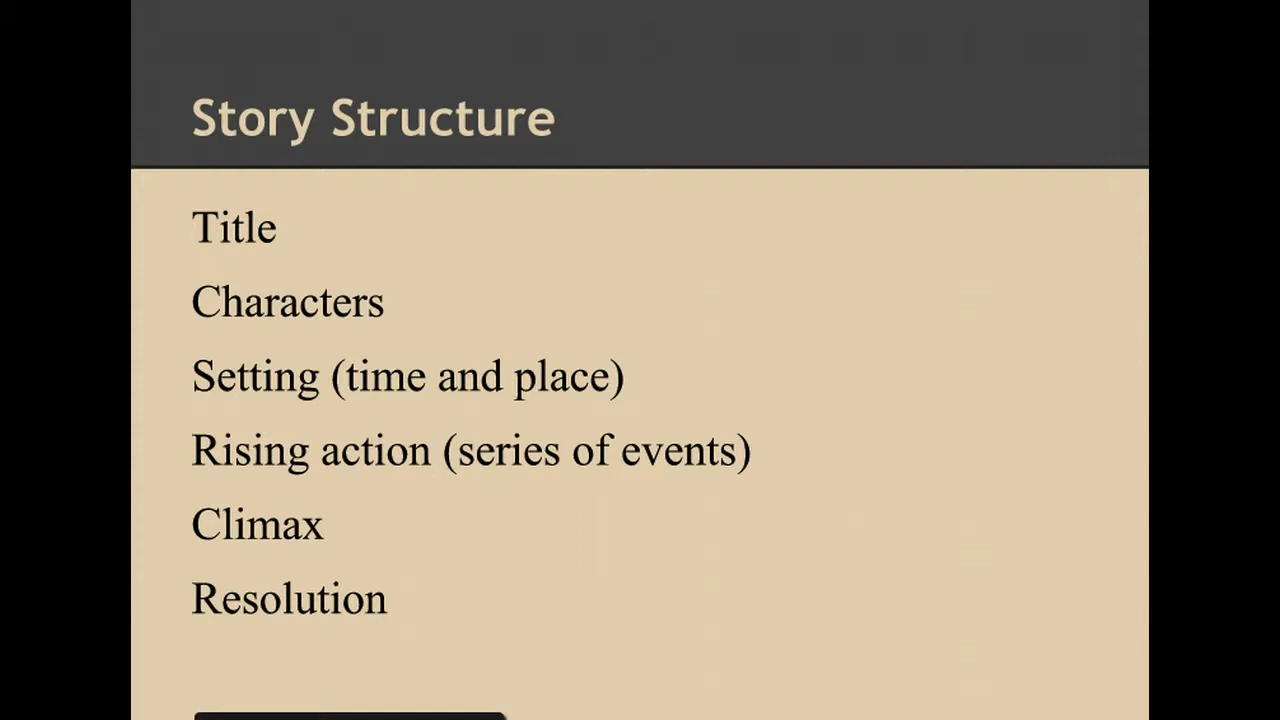 Story Structure
Title
Characters
Setting (time and place)
Rising action (series of events)
Climax
Resolution